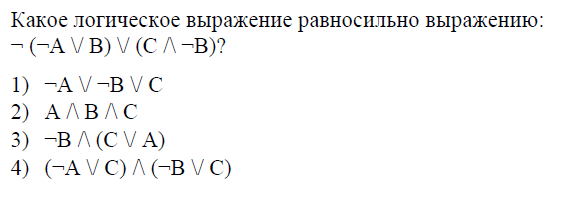 Какое логическое выражение равносильно выражению:
¬ (¬A \/ B) \/ (C /\ ¬B)?
1) ¬A \/ ¬B \/ C
2) A /\ B /\ C
3) ¬B /\ (C \/ A)
4) (¬A \/ C) /\ (¬B \/ C)